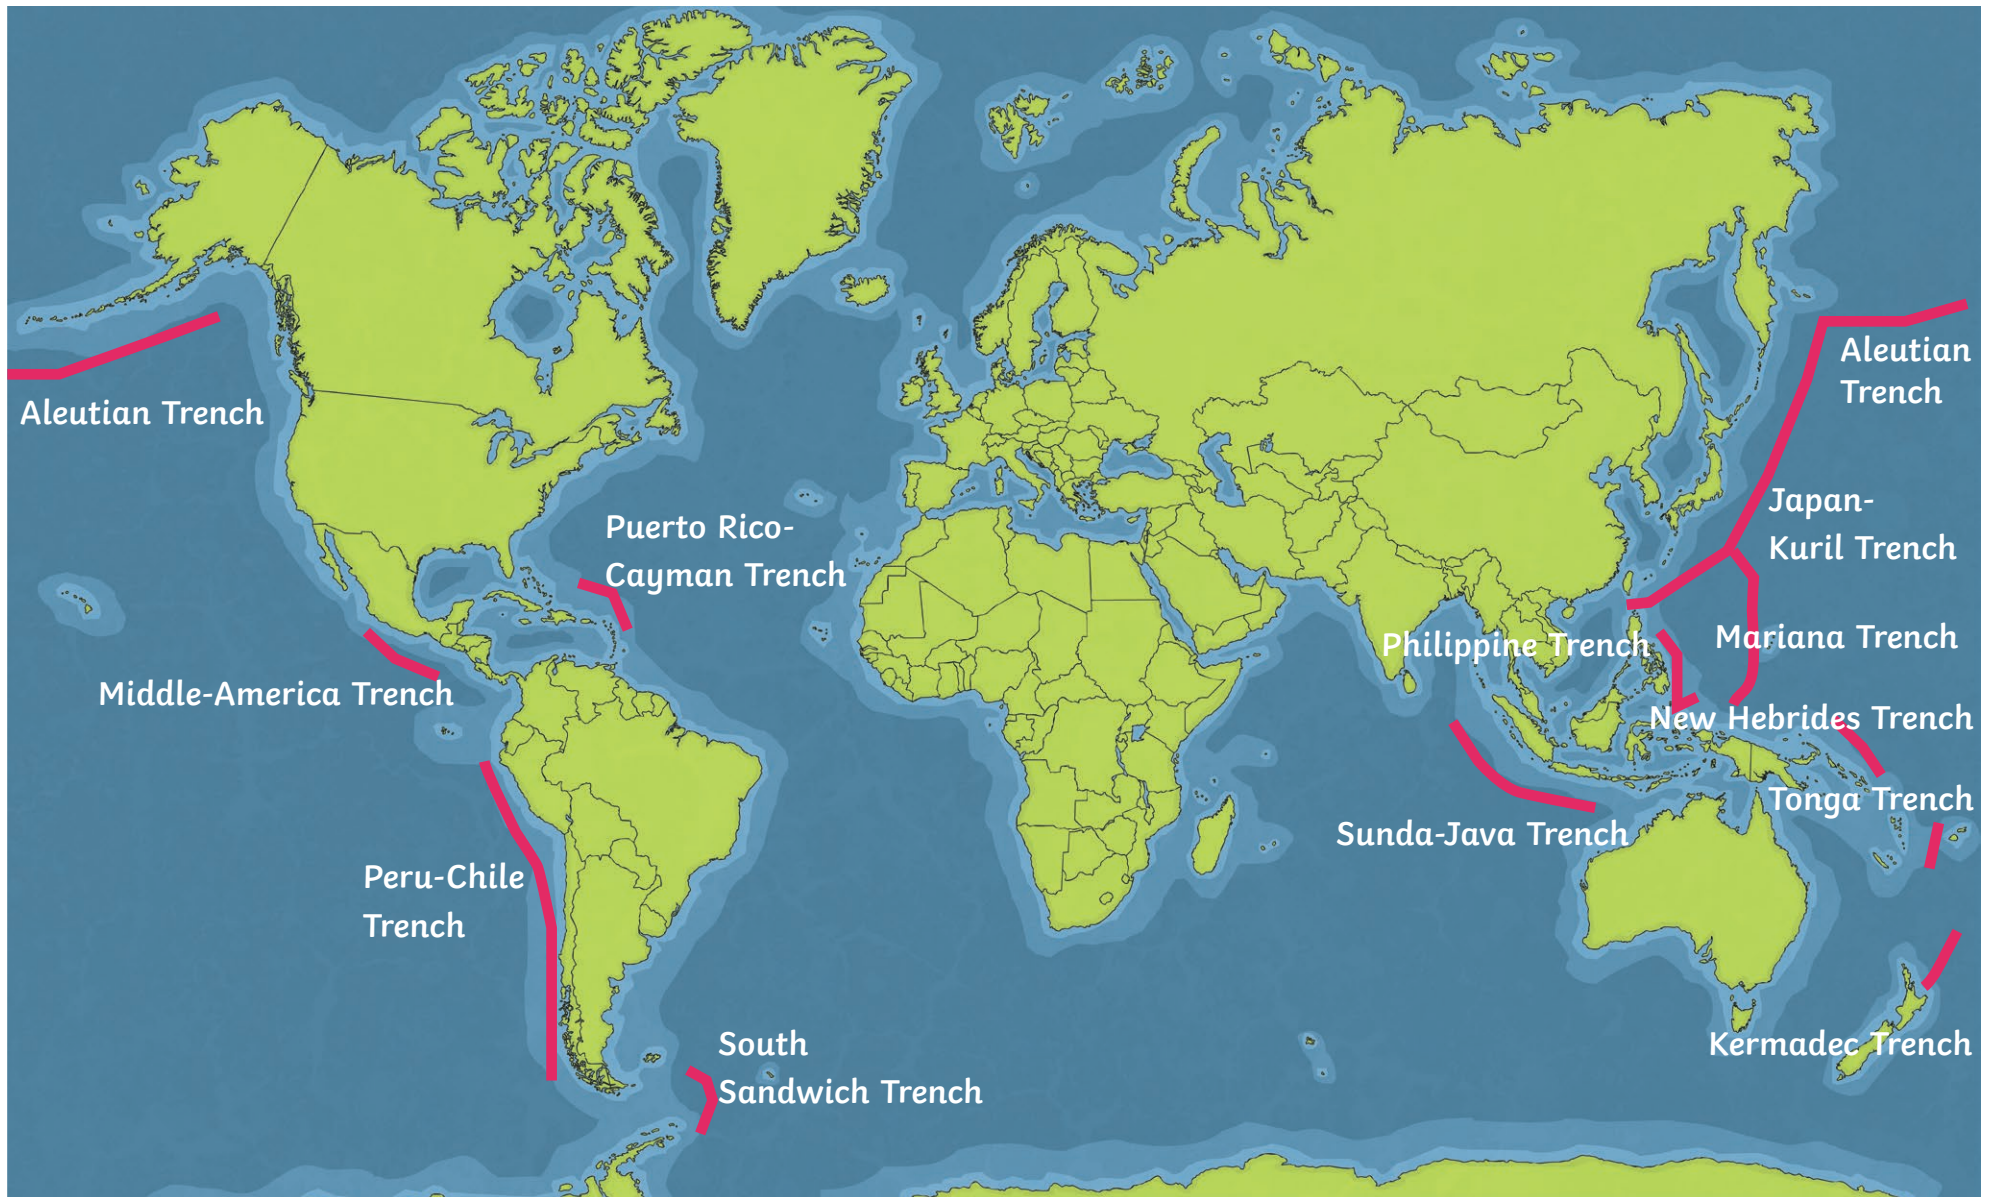 Aleutian
Trench
Aleutian Trench
Japan-
Kuril Trench
Puerto Rico-
Cayman Trench
Philippine Trench
Mariana Trench
Middle-America Trench
New Hebrides Trench
Tonga Trench
Sunda-Java Trench
Peru-Chile
Trench
South
Sandwich Trench
Kermadec Trench